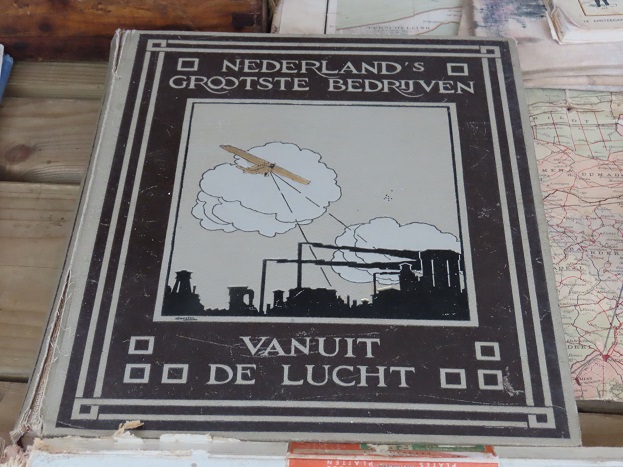 NEDERLAND'S
GROOTSTE BEDRIJVEN
VANUIT
DE LUCHT